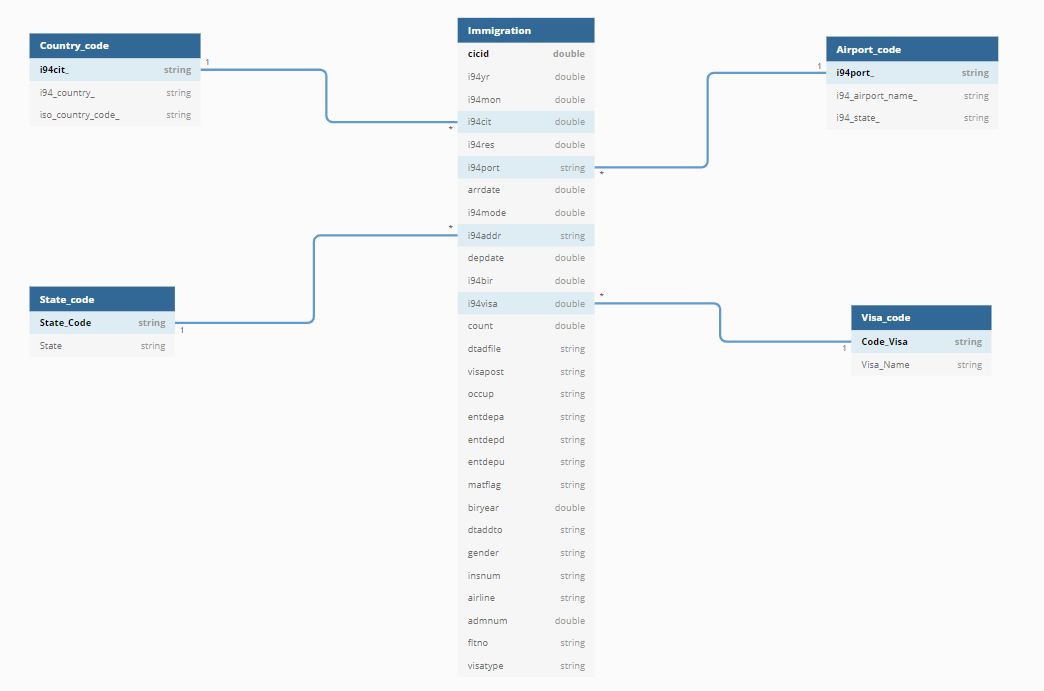 Country_code
i94cit_ string
i94_country_ string
iso_country_code_ string
1
*
State_code
State_Code string
State string
1
*
Immigration
cicid double
i94yr double
i94mon double
i94cit double
i94res double
i94port string
arrdate double
i94mode double
i94addr string
depdate double
i94bir double
i94visa double
count double
dtadfile string
visapost string
occup string
entdepa string
entdepd string
entdepu string
matflag string
biryear double
dtaddto string
gender string
insnum string
airline string
admnum double
fltno string
visatype string
Airport_code
i94port_ string
i94_airport_name_ string
i94_state_ string
1
*
Visa_code
Code_Visa string
Visa_Name string
1
*